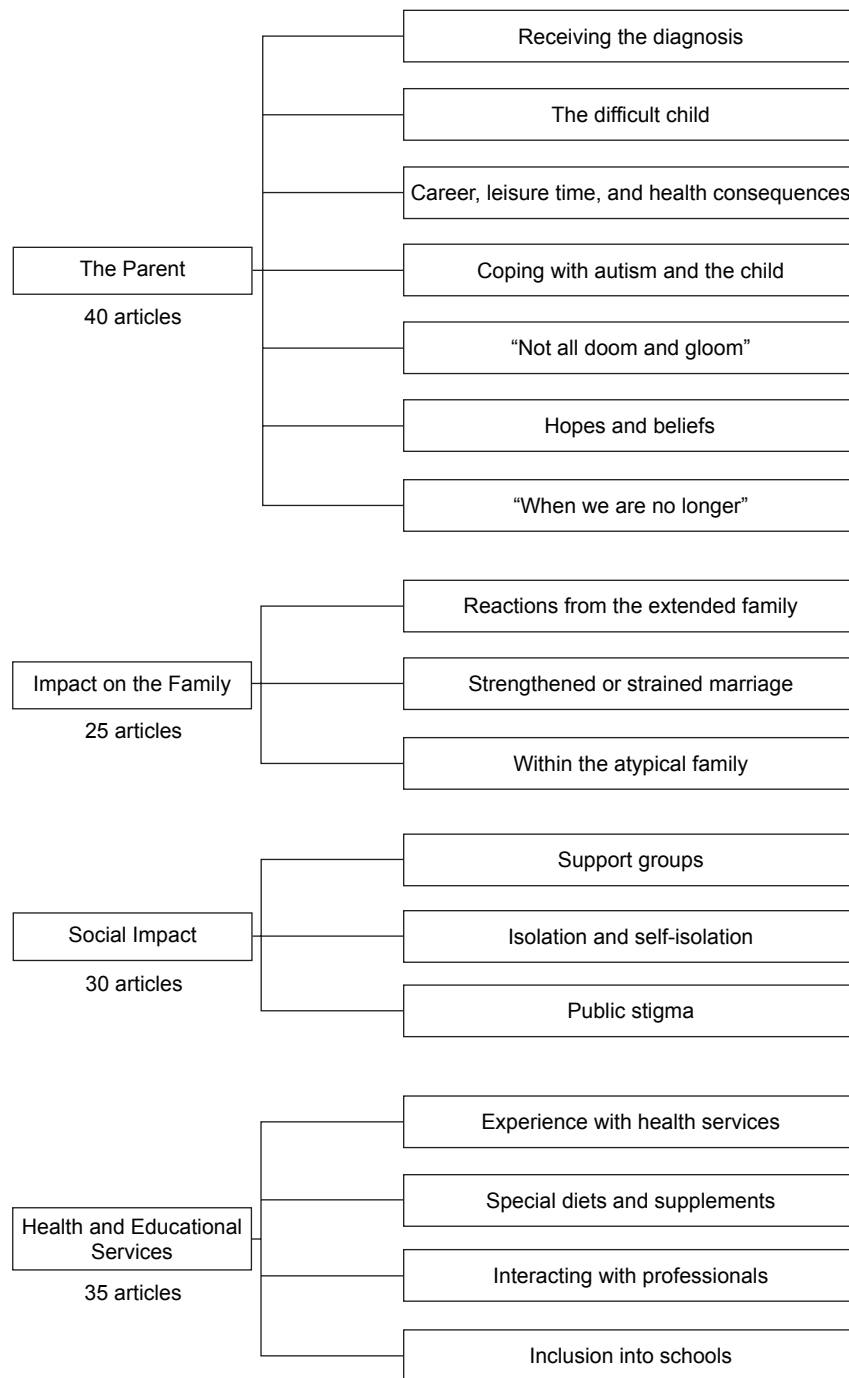 Receiving the diagnosis
The difficult child
Career, leisure time, and health consequences
The Parent
40 articles
Coping with autism and the child
“Not all doom and gloom”
Hopes and beliefs
“When we are no longer”
Reactions from the extended family
Impact on the Family
25 articles
Strengthened or strained marriage
Within the atypical family
Support groups
Social Impact
30 articles
Isolation and self-isolation
Public stigma
Experience with health services
Special diets and supplements
Health and Educational
Services
35 articles
Interacting with professionals
Inclusion into schools